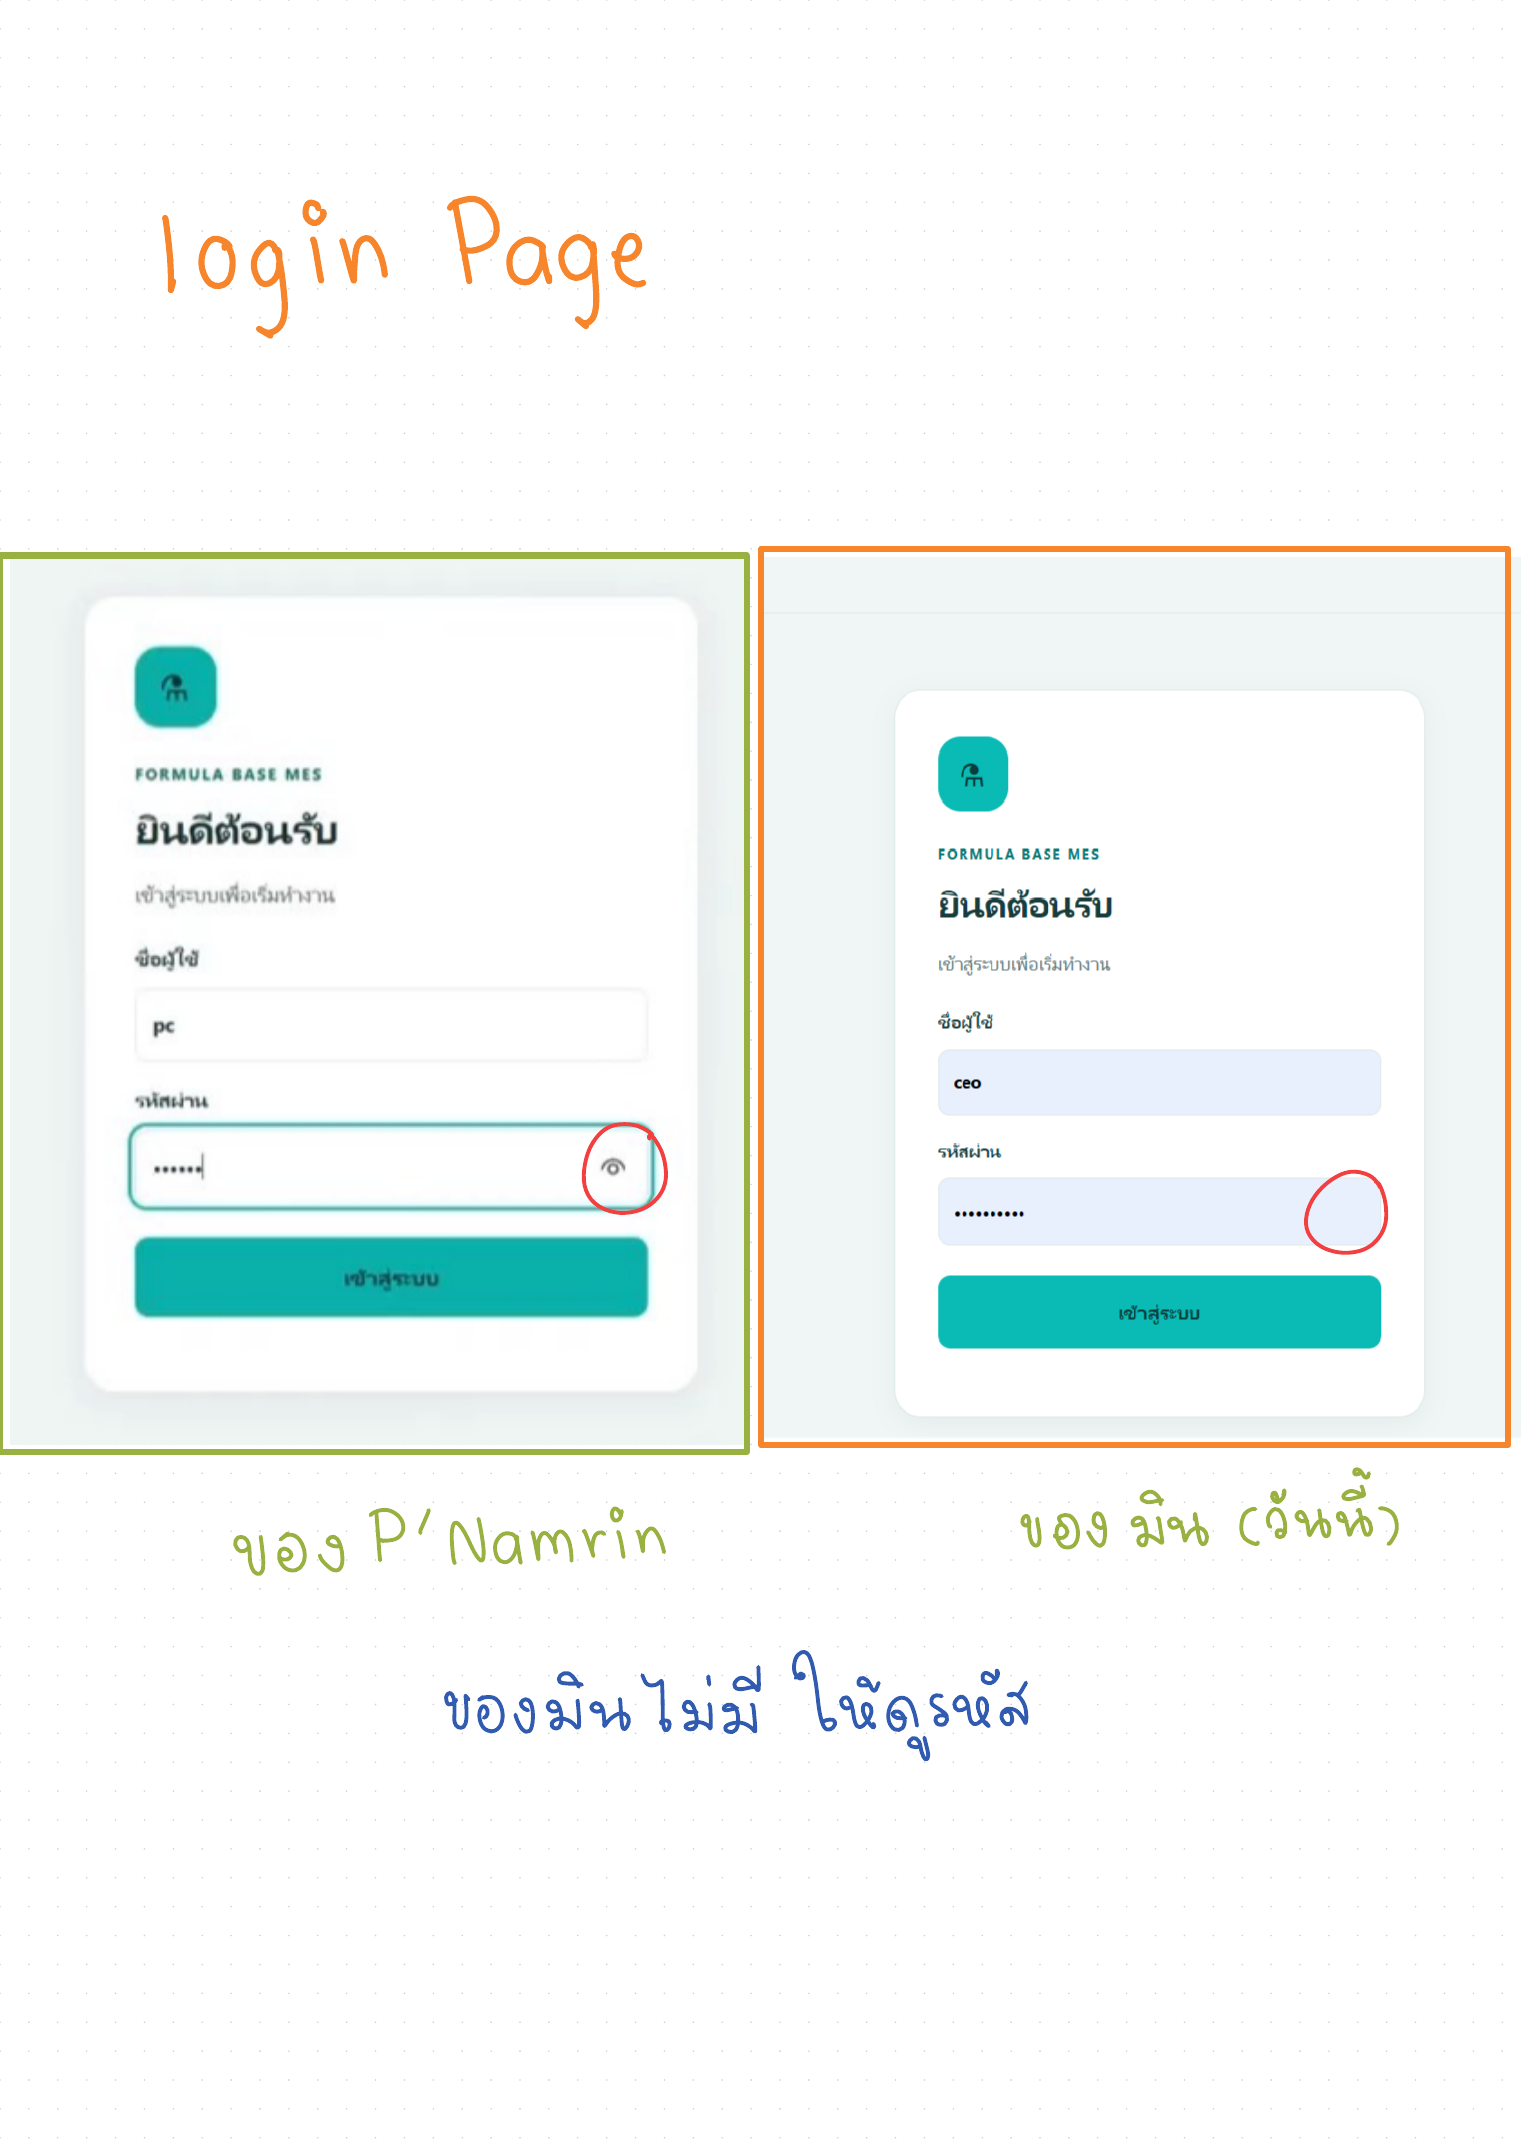 login Page
FORMULA BASE MES
ยินดีต้อนรับ
เข้าสู่ระบบเพื่อเริ่มทำงาน
ชื่อผู้ใช้
pc
รหัสผ่าน
••••••
เข้าสู่ระบบ
FORMULA BASE MES
ยินดีต้อนรับ
เข้าสู่ระบบเพื่อเริ่มทำงาน
ชื่อผู้ใช้
ceo
รหัสผ่าน
••••••••••
เข้าสู่ระบบ
ของ P'Namrin
ของ มิน (วันนี้)
ของมิน ไม่มี ให้ดูรหัส